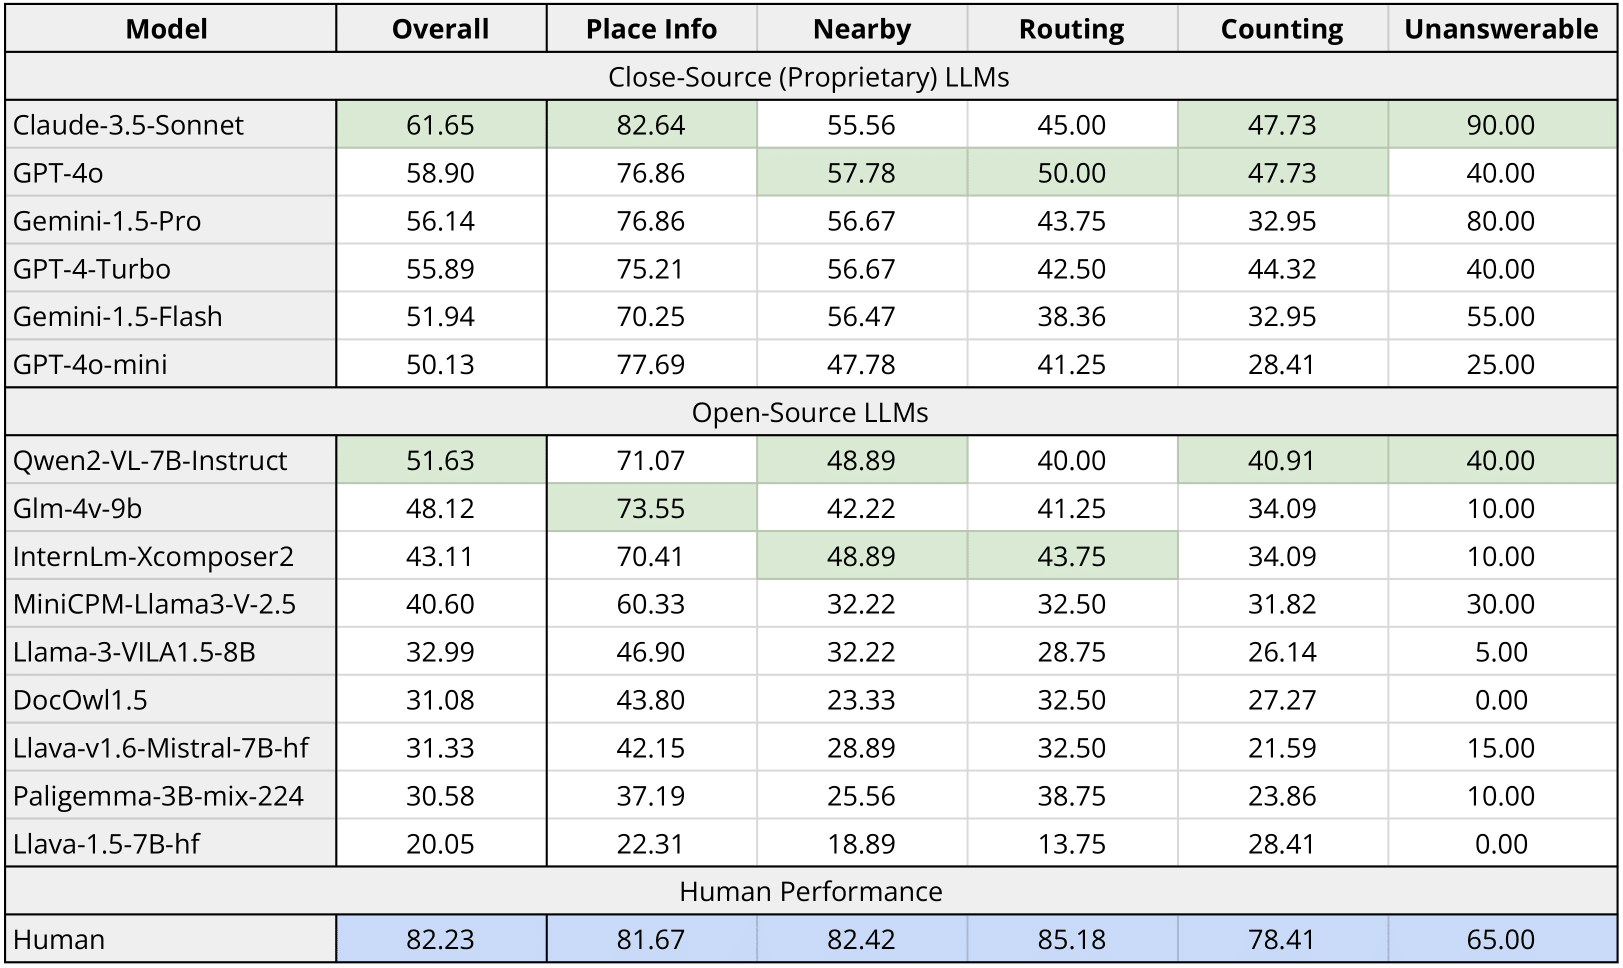 Model Overall Place Info Nearby Routing Counting Unanswerable
Close-Source (Proprietary) LLMs
Claude-3.5-Sonnet 61.65 82.64 55.56 45.00 47.73 90.00
GPT-4o 58.90 76.86 57.78 50.00 47.73 40.00
Gemini-1.5-Pro 56.14 76.86 56.67 43.75 32.95 80.00
GPT-4-Turbo 55.89 75.21 56.67 42.50 44.32 40.00
Gemini-1.5-Flash 51.94 70.25 56.47 38.36 32.95 55.00
GPT-4o-mini 50.13 77.69 47.78 41.25 28.41 25.00
Open-Source LLMs
Qwen2-VL-7B-Instruct 51.63 71.07 48.89 40.00 40.91 40.00
Glm-4v-9b 48.12 73.55 42.22 41.25 34.09 10.00
InternLm-Xcomposer2 43.11 70.41 48.89 43.75 34.09 10.00
MiniCPM-Llama3-V-2.5 40.60 60.33 32.22 32.50 31.82 30.00
Llama-3-VILA1.5-8B 32.99 46.90 32.22 28.75 26.14 5.00
DocOwl1.5 31.08 43.80 23.33 32.50 27.27 0.00
Llava-v1.6-Mistral-7B-hf 31.33 42.15 28.89 32.50 21.59 15.00
Paligemma-3B-mix-224 30.58 37.19 25.56 38.75 23.86 10.00
Llava-1.5-7B-hf 20.05 22.31 18.89 13.75 28.41 0.00
Human Performance
Human 82.23 81.67 82.42 85.18 78.41 65.00